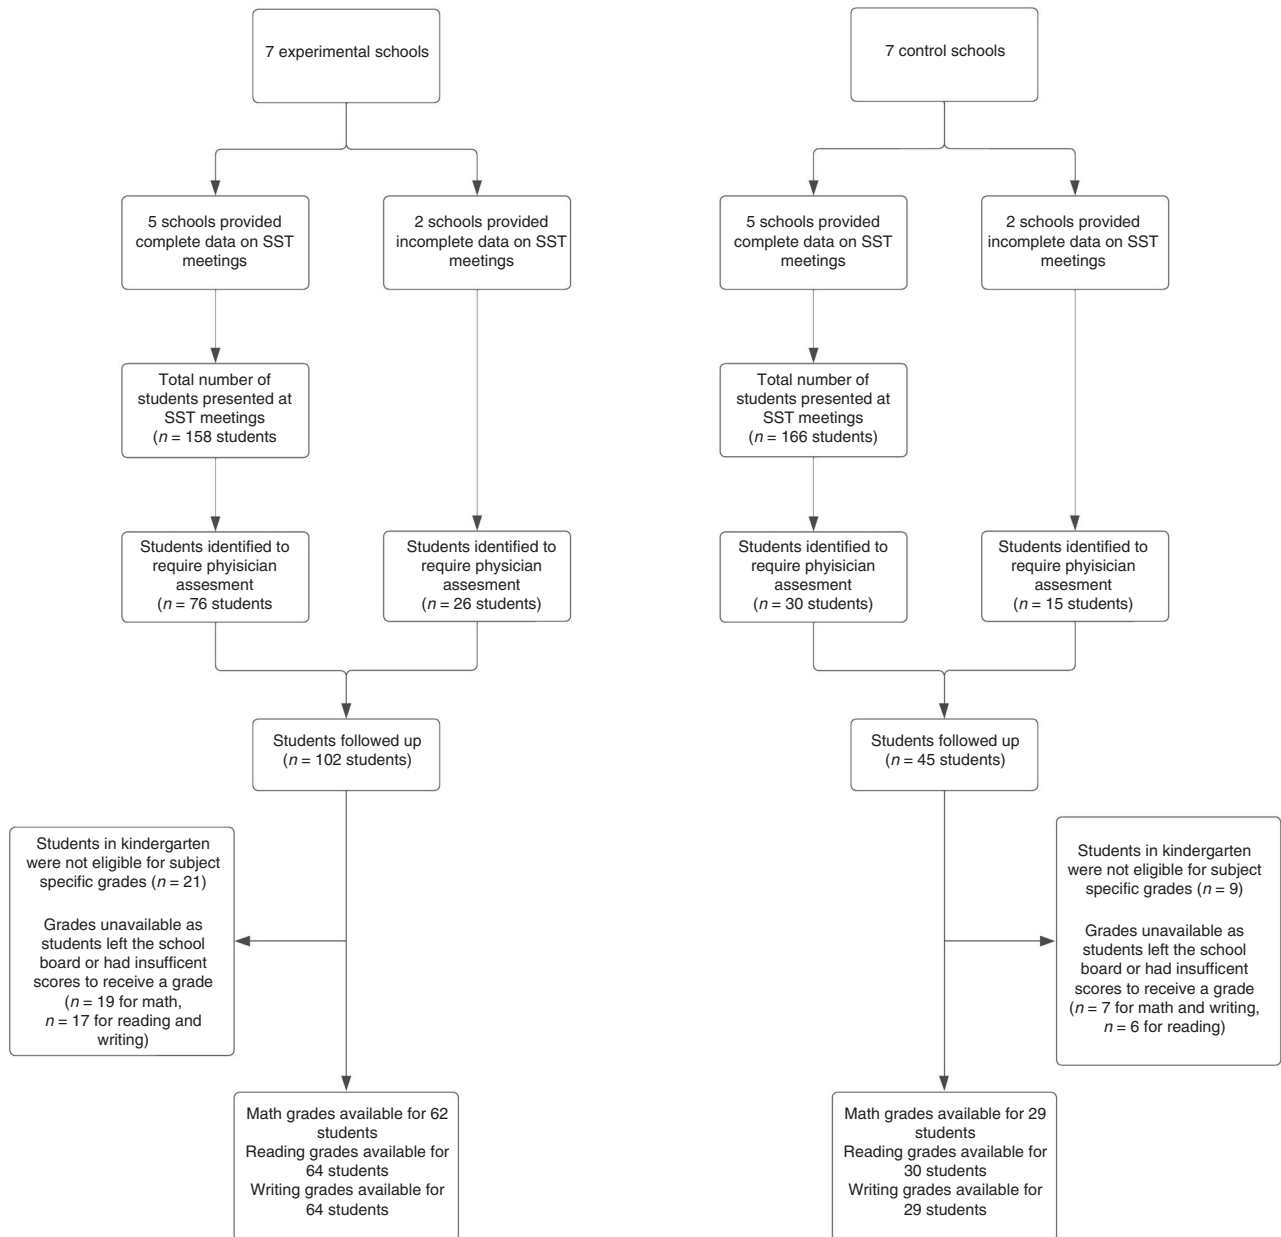 7 experimental schools
5 schools provided
complete data on SST
meetings
2 schools provided
incomplete data on SST
meetings
Total number of
students presented at
SST meetings
(n = 158 students
Students identified to
require phyisician
assesment
(n = 76 students
Students identified to
require phyisician
assesment
(n = 26 students)
Students followed up
(n = 102 students)
Students in kindergarten
were not eligible for subject
specific grades (n = 21)
Grades unavailable as
students left the school
board or had insufficent
scores to receive a grade
(n = 19 for math,
n = 17 for reading and
writing)
Math grades available for 62
students
Reading grades available for
64 students
Writing grades available for
64 students
7 control schools
5 schools provided
complete data on SST
meetings
2 schools provided
incomplete data on SST
meetings
Total number of
students presented at
SST meetings
(n = 166 students)
Students identified to
require phyisician
assesment
(n = 30 students)
Students identified to
require phyisician
assesment
(n = 15 students)
Students followed up
(n = 45 students)
Students in kindergarten
were not eligible for subject
specific grades (n = 9)
Grades unavailable as
students left the school
board or had insufficent
scores to receive a grade
(n = 7 for math and writing,
n = 6 for reading)
Math grades available for 29
students
Reading grades available for
30 students
Writing grades available for
29 students